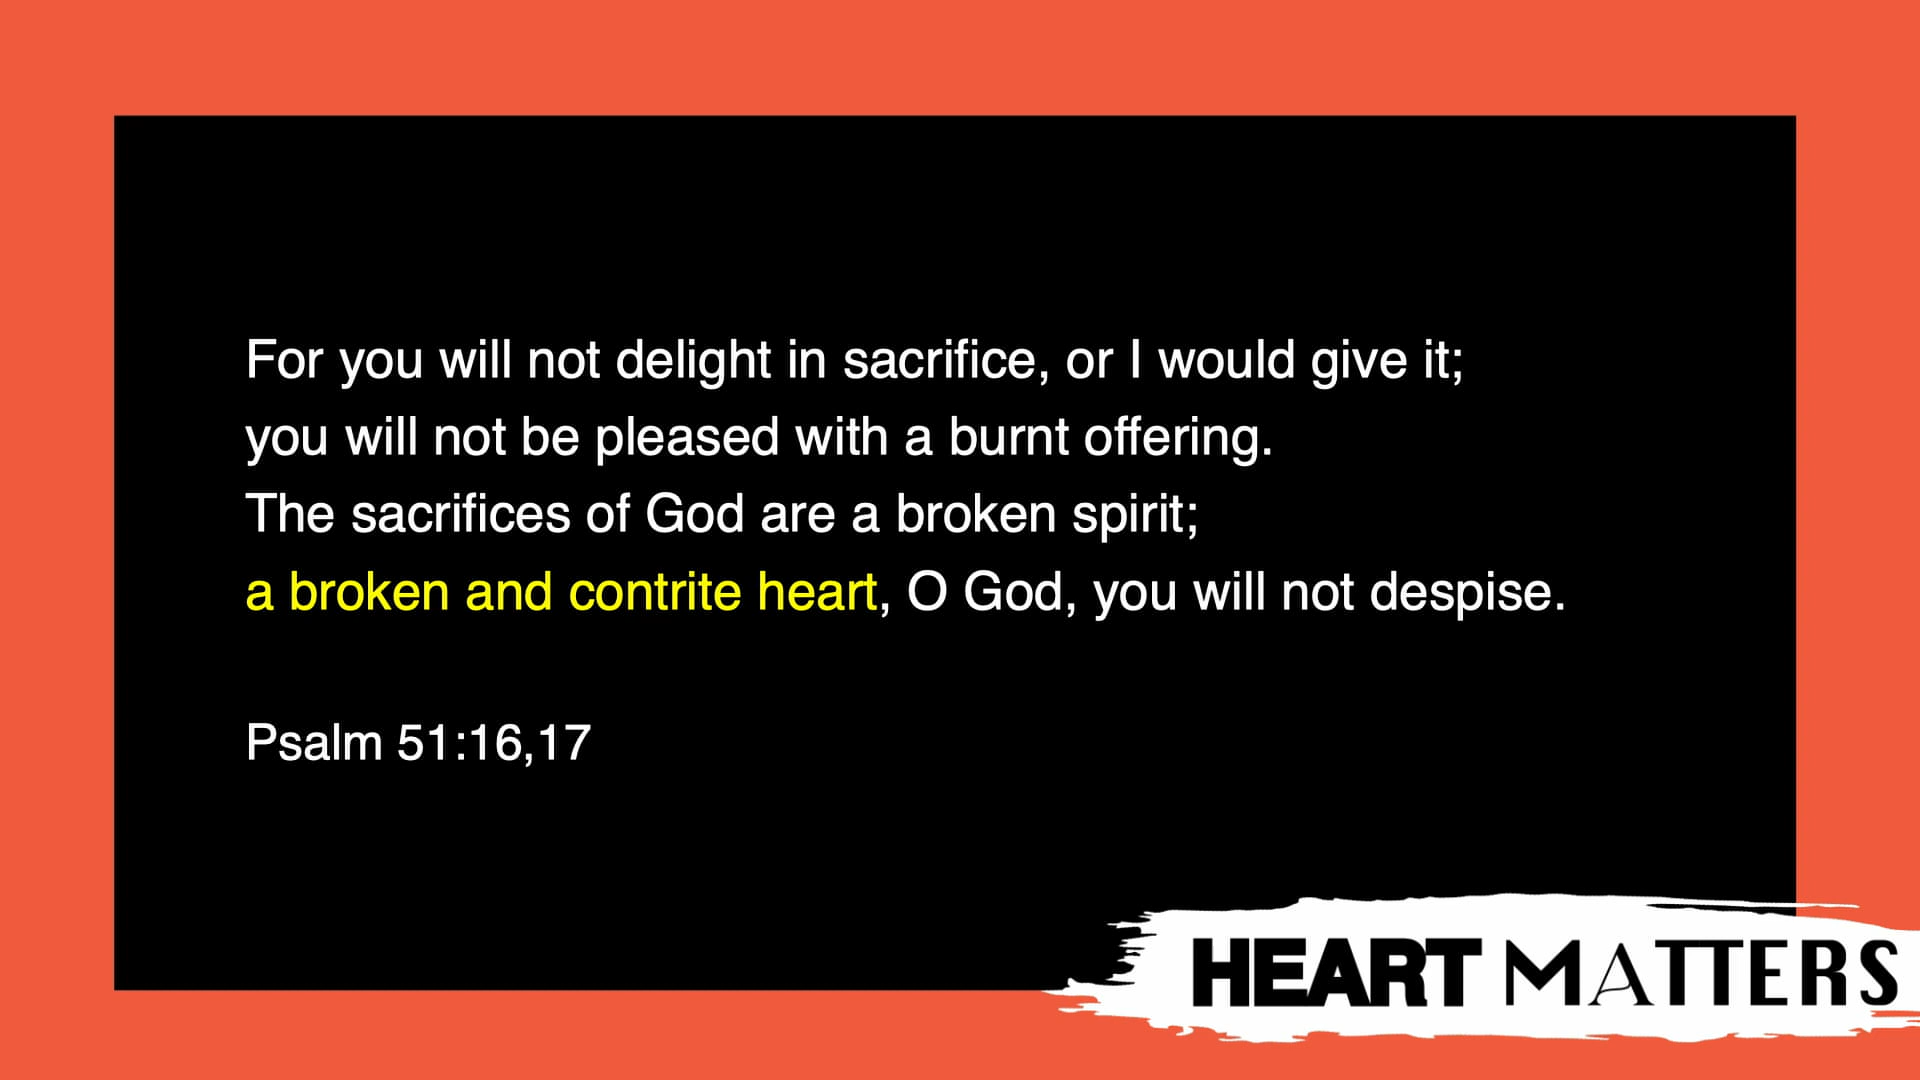 For you will not delight in sacrifice, or I would give it;
you will not be pleased with a burnt offering.
The sacrifices of God are a broken spirit;
a broken and contrite heart, O God, you will not despise.
Psalm 51:16,17
HEART MATTERS